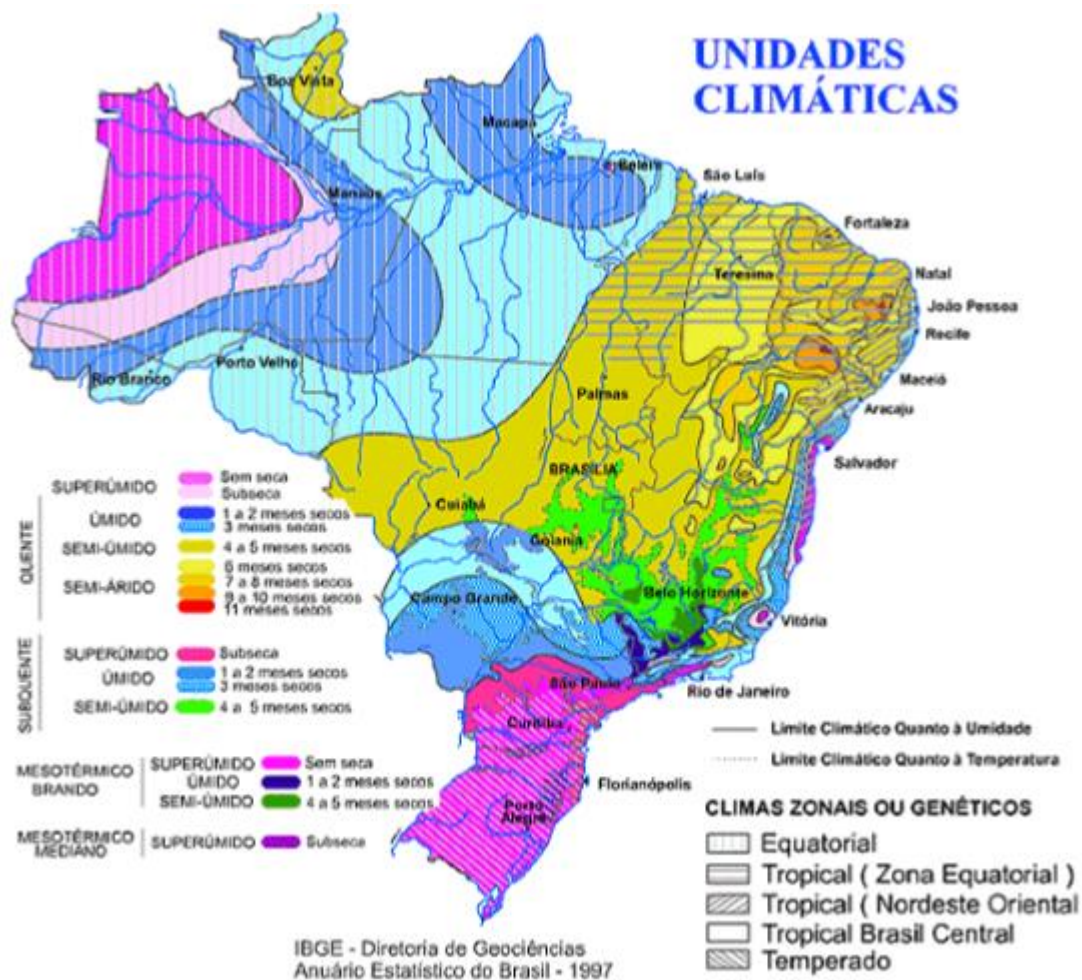 UNIDADES
CLIMÁTICAS
Boa Vista
Macapá
Belém
São Luís
Manaus
Fortaleza
Teresina
Natal
João Pessoa
Recife
Porto Velho
Rio Branco
Maceió
Palmas
Aracaju
BRASÍLIA
Salvador
Cuiabá
Goiania
Campo Grande
Belo Horizonte
Vitória
São Paulo
Rio de Janeiro
Curitiba
Florianópolis
Porto
Alegre
QUENTE
SUPERÚMIDO
Sem seca
Subseca
ÚMIDO
1 a 2 meses secos
3 meses secos
SEMI-ÚMIDO
4 a 5 meses secos
SEMI-ÁRIDO
6 meses secos
7 a 8 meses secos
9 a 10 meses secos
11 meses secos
SUBQUENTE
SUPERÚMIDO
Subseca
ÚMIDO
1 a 2 meses secos
3 meses secos
SEMI-ÚMIDO
4 a 5 meses secos
MESOTÉRMICO
BRANDO
SUPERÚMIDO
Sem seca
ÚMIDO
1 a 2 meses secos
SEMI-ÚMIDO
4 a 5 meses secos
MESOTÉRMICO
MEDIANO
SUPERÚMIDO
Subseca
Limite Climático Quanto à Umidade
Limite Climático Quanto à Temperatura
CLIMAS ZONAIS OU GENÉTICOS
Equatorial
Tropical ( Zona Equatorial )
Tropical ( Nordeste Oriental
Tropical Brasil Central
Temperado
IBGE - Diretoria de Geociências
Anuário Estatístico do Brasil - 1997